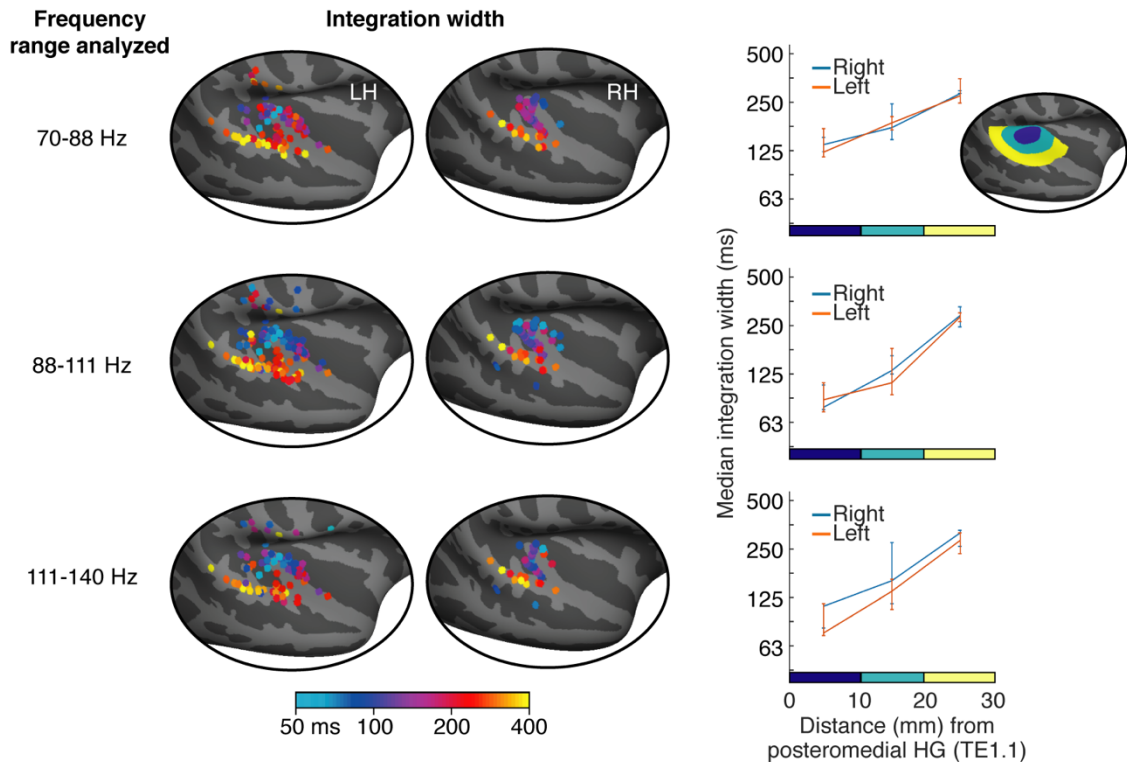 Frequency
range analyzed
Integration width
LH
RH
70-88 Hz
88-111 Hz
111-140 Hz
50 ms
100
200
400
Median integration width (ms)
500
250
125
63
Right
Left
500
250
125
63
Right
Left
500
250
125
63
Right
Left
0
10
20
30
Distance (mm) from
posteromedial HG (TE1.1)